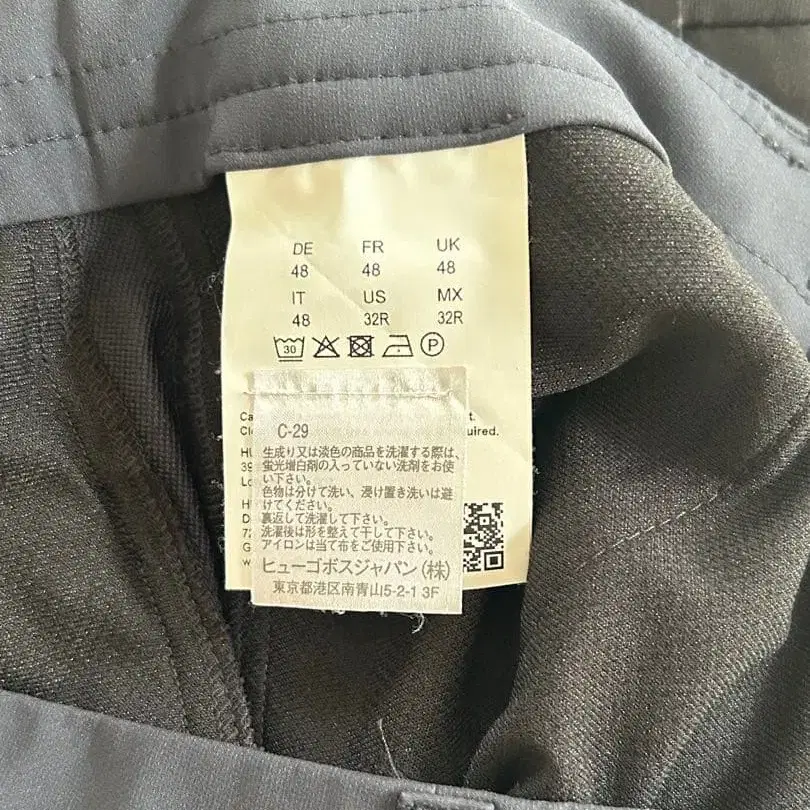 DE FR UK
48 48 48
IT US MX
48 32R 32R
30 P
C-29
生成り又は淡色の商品を洗濯する際は、
蛍光増白剤の入っていない洗剤をお使
い下さい。
色物は分けて洗い、浸け置き洗いは避
けてください。
裏返して洗濯して下さい。
洗濯後は形を整えて干して下さい。
アイロンは当て布をご使用下さい。
ヒューゴボスジャパン(株)
東京都港区南青山5-2-1 3F